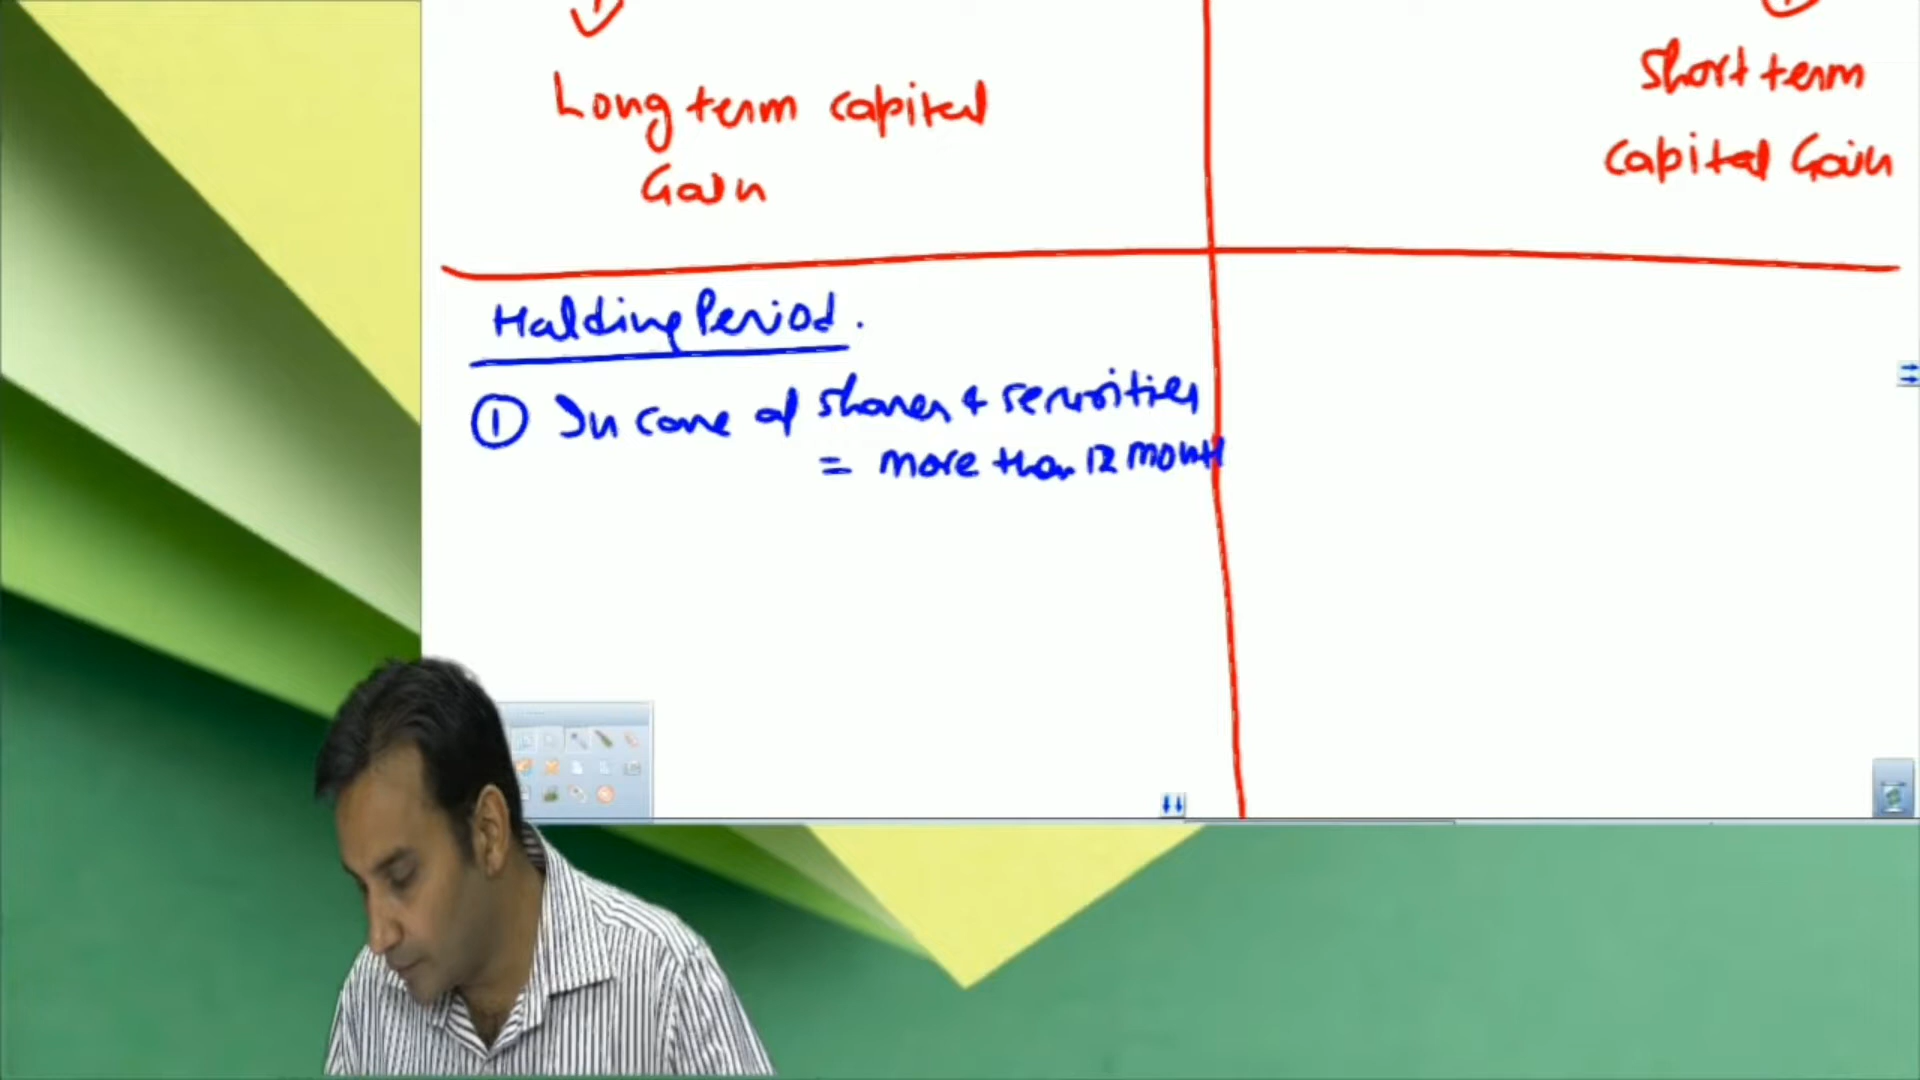 Long term capital
Gain
Short term
Capital Gain
Holding Period.
① In case of shares & securities
= more than 12 month